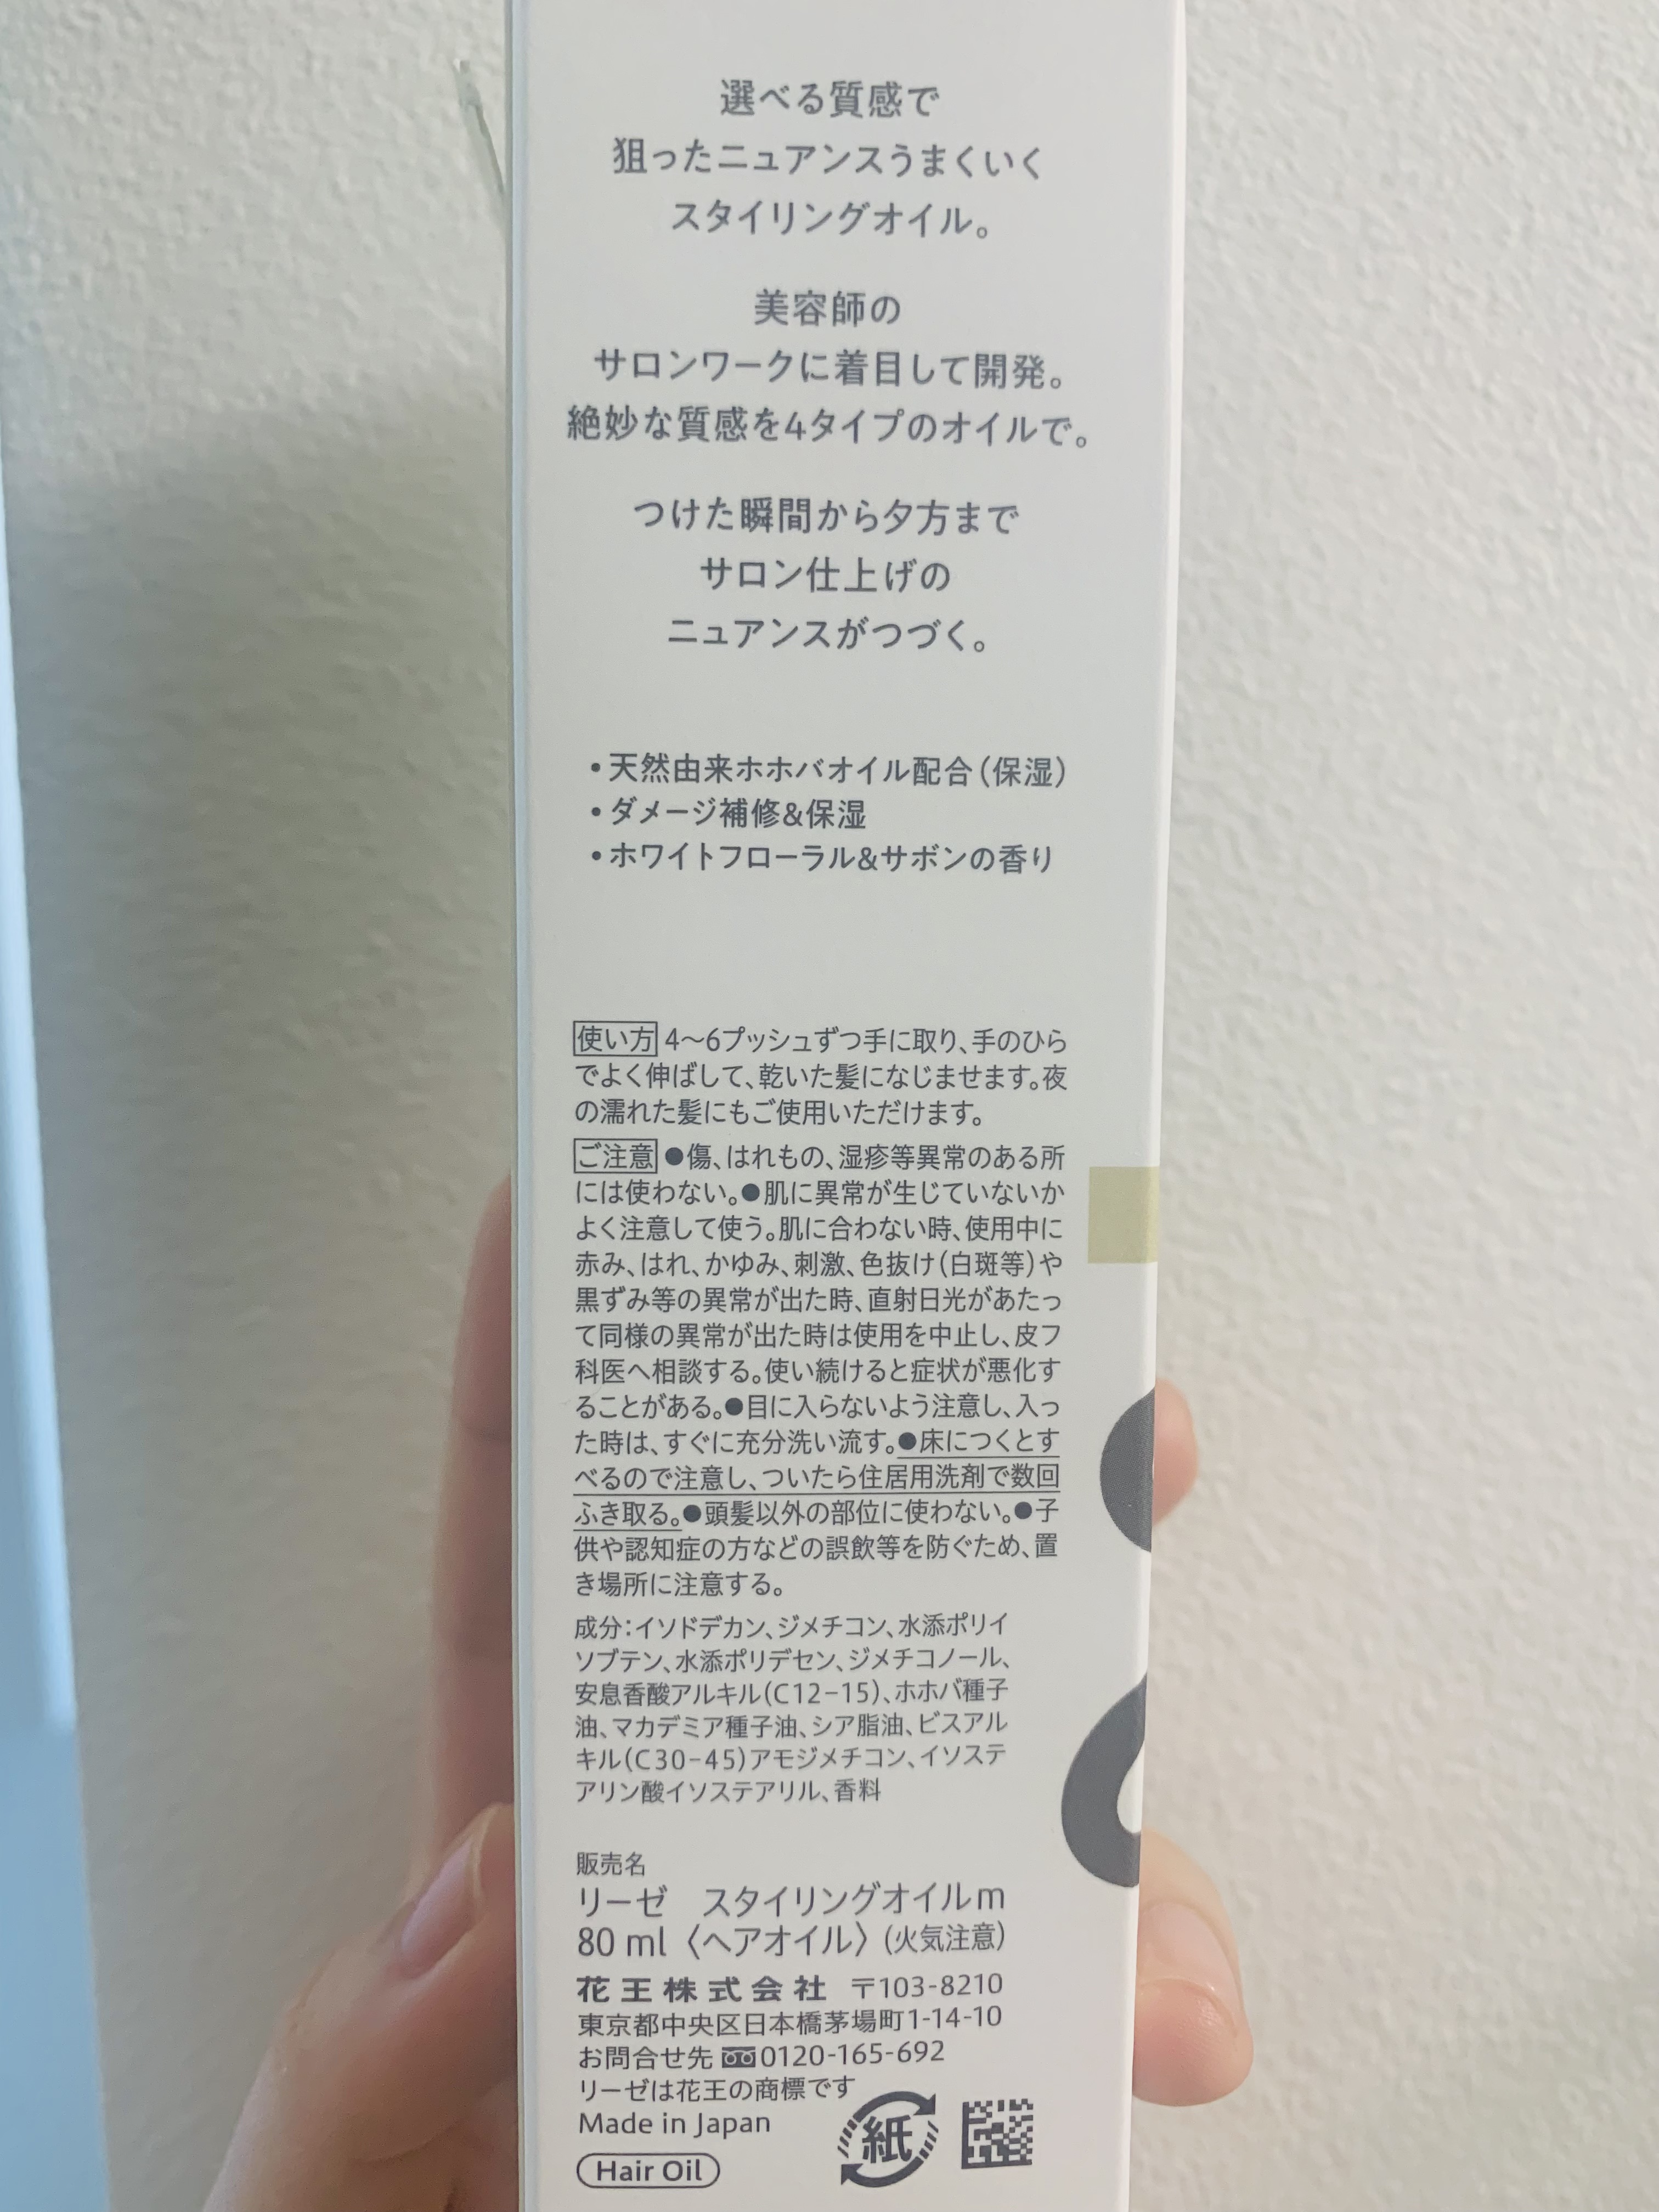 選べる質感で
狙ったニュアンスうまくいく
スタイリングオイル。
美容師の
サロンワークに着目して開発。
絶妙な質感を4タイプのオイルで。
つけた瞬間から夕方まで
サロン仕上げの
ニュアンスがつづく。
・天然由来ホホバオイル配合(保湿)
・ダメージ補修&保湿
・ホワイトフローラル&サボンの香り
使い方 4〜6プッシュずつ手に取り、手のひら
でよく伸ばして、乾いた髪になじませます。夜
の濡れた髪にもご使用いただけます。
ご注意 ●傷、はれもの、湿疹等異常のある所
には使わない。●肌に異常が生じていないか
よく注意して使う。肌に合わない時、使用中に
赤み、はれ、かゆみ、刺激、色抜け(白斑等)や
黒ずみ等の異常が出た時、直射日光があたっ
て同様の異常が出た時は使用を中止し、皮フ
科医へ相談する。使い続けると症状が悪化す
ることがある。●目に入らないよう注意し、入っ
た時は、すぐに充分洗い流す。●床につくとす
べるので注意し、ついたら住居用洗剤で数回
ふき取る。●頭髪以外の部位に使わない。●子
供や認知症の方などの誤飲等を防ぐため、置
き場所に注意する。
成分:イソドデカン、ジメチコン、水添ポリイ
ソブテン、水添ポリデセン、ジメチコノール、
安息香酸アルキル(C12-15)、ホホバ種子
油、マカデミア種子油、シア脂油、ビスアル
キル(C30-45)アモジメチコン、イソステ
アリン酸イソステアリル、香料
販売名
リーゼ スタイリングオイルm
80 ml〈ヘアオイル〉(火気注意)
花王株式会社 〒103-8210
東京都中央区日本橋茅場町1-14-10
お問合せ先 0120-165-692
リーゼは花王の商標です
Made in Japan
紙
Hair Oil